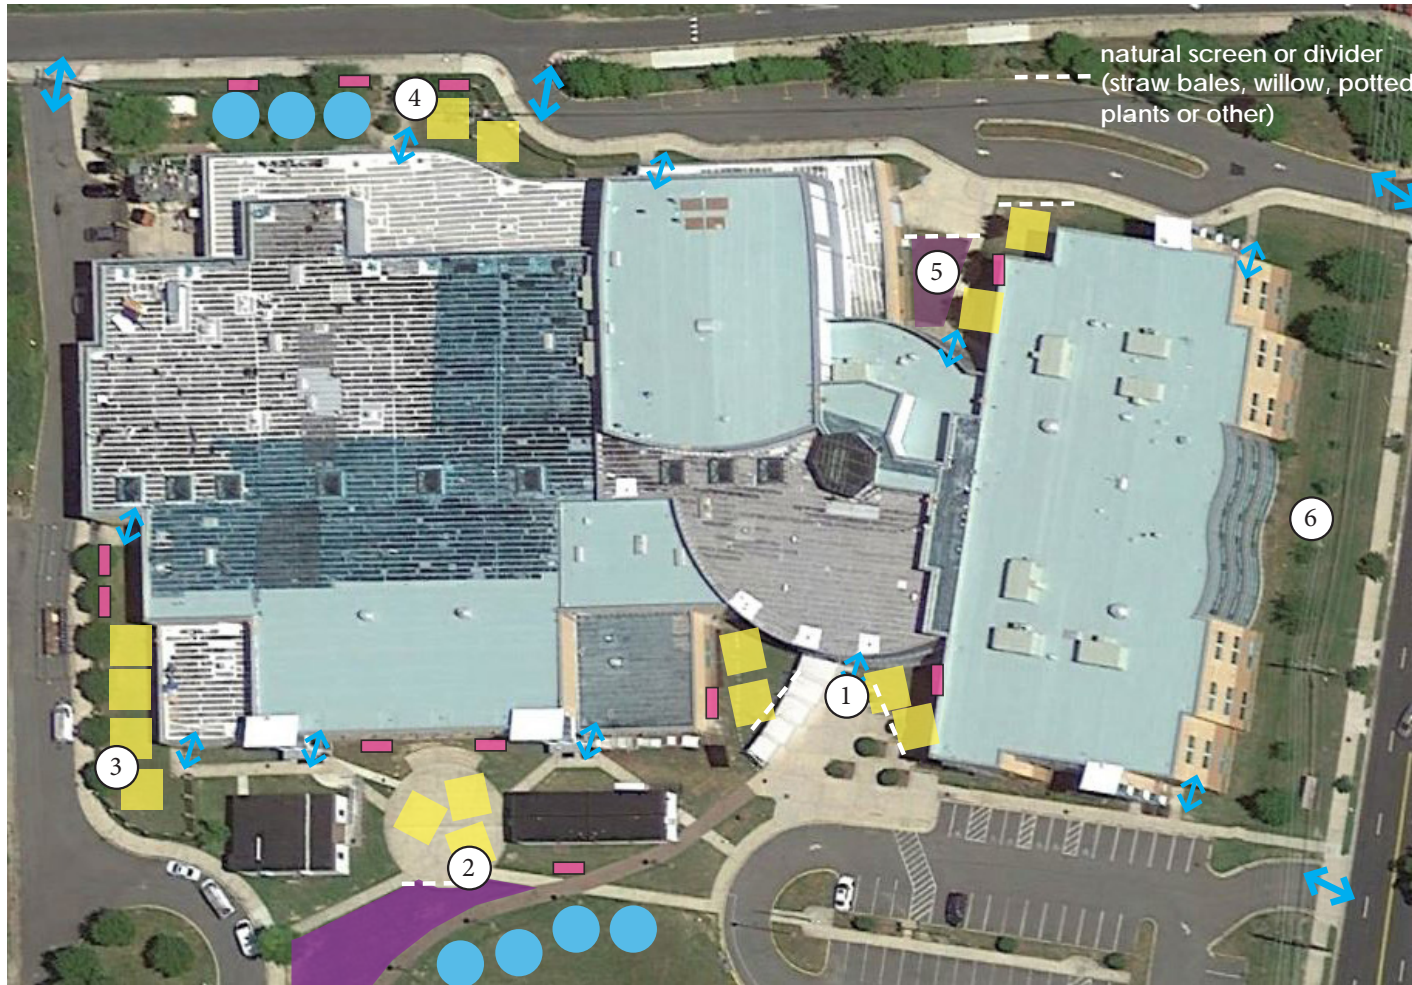 natural screen or divider
(straw bales, willow, potted
plants or other)
4
5
6
1
3
2